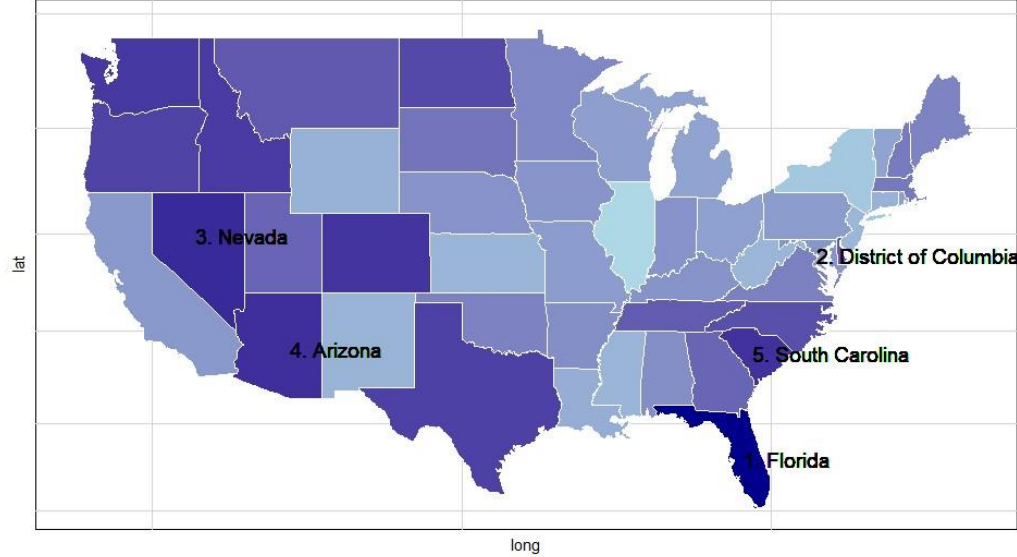 3. Nevada
2. District of Columbia
4. Arizona
5. South Carolina
1. Florida
lat
long